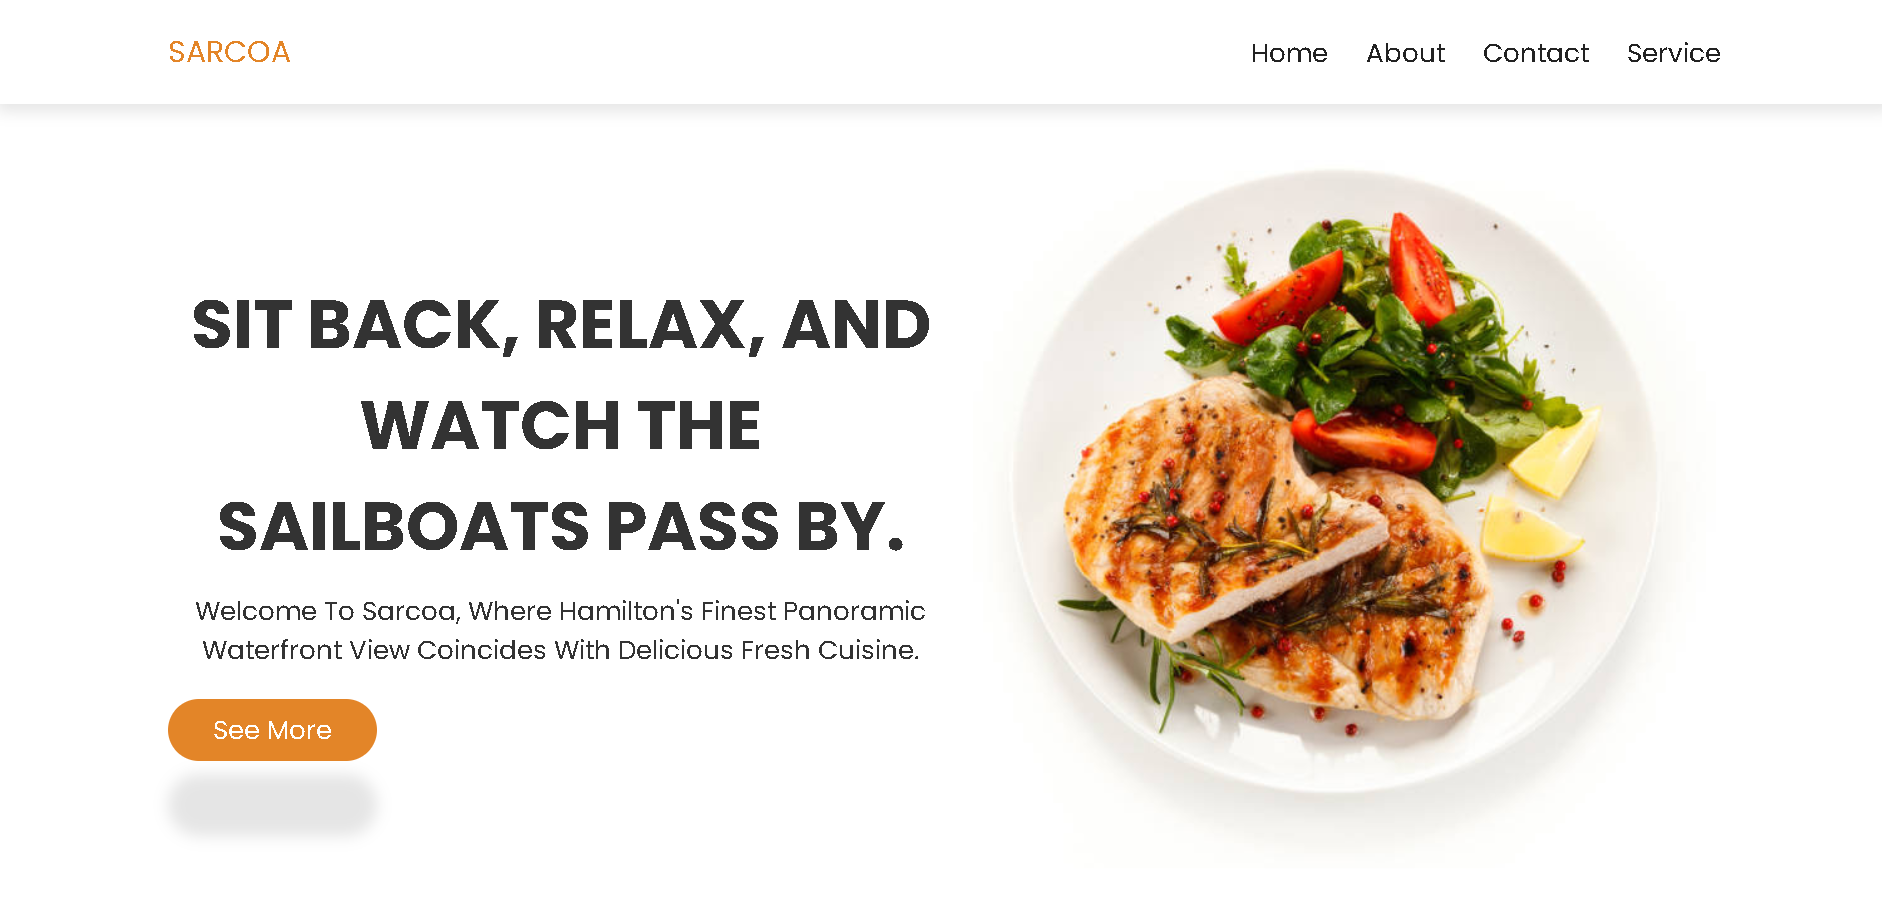 SARCOA
Home About Contact Service
SIT BACK, RELAX, AND
WATCH THE
SAILBOATS PASS BY.
Welcome To Sarcoa, Where Hamilton's Finest Panoramic
Waterfront View Coincides With Delicious Fresh Cuisine.
See More